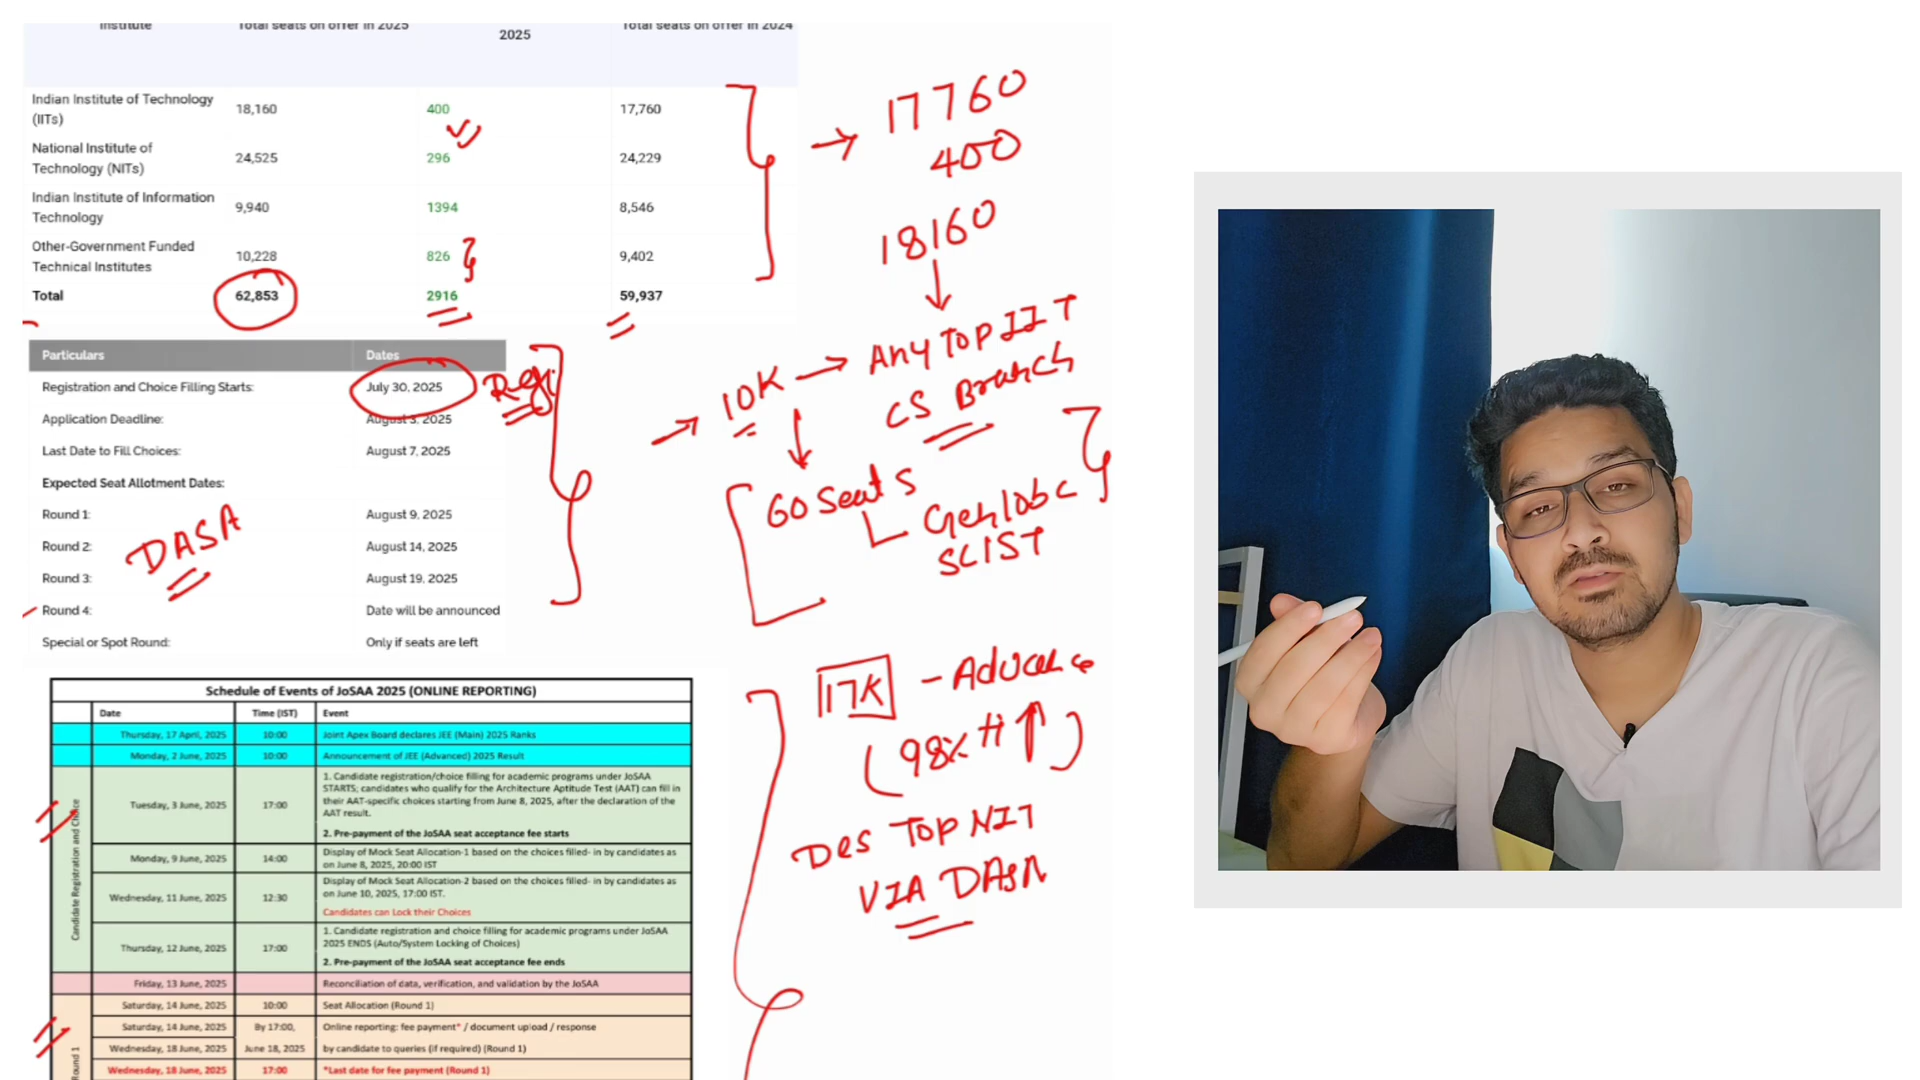 Institute Total seats on offer in 2025 2025 Total seats on offer in 2024
Indian Institute of Technology (IITs) 18,160 400 17,760
National Institute of Technology (NITs) 24,525 296 24,229
Indian Institute of Information Technology 9,940 1394 8,546
Other-Government Funded Technical Institutes 10,228 826 9,402
Total 62,853 2916 59,937
Particulars Dates
Registration and Choice Filling Starts: July 30, 2025
Application Deadline: August 3, 2025
Last Date to Fill Choices: August 7, 2025
Expected Seat Allotment Dates:
Round 1: August 9, 2025
Round 2: August 14, 2025
Round 3: August 19, 2025
Round 4: Date will be announced
Special or Spot Round: Only if seats are left
DASA
Schedule of Events of JoSAA 2025 (ONLINE REPORTING)
Date Time (IST) Event
Thursday, 17 April, 2025 10:00 Joint Apex Board declares JEE (Main) 2025 Ranks
Monday, 2 June, 2025 10:00 Announcement of JEE (Advanced) 2025 Result
Candidate Registration and Choice
Tuesday, 3 June, 2025 17:00 1. Candidate registration/choice filling for academic programs under JoSAA
STARTS; candidates who qualify for the Architecture Aptitude Test (AAT) can fill in
their AAT-specific choices starting from June 8, 2025, after the declaration of the
AAT result.
2. Pre-payment of the JoSAA seat acceptance fee starts
Monday, 9 June, 2025 14:00 Display of Mock Seat Allocation-1 based on the choices filled- in by candidates as
on June 8, 2025, 20:00 IST
Wednesday, 11 June, 2025 12:30 Display of Mock Seat Allocation-2 based on the choices filled- in by candidates as
on June 10, 2025, 17:00 IST.
Candidates can Lock their Choices
Thursday, 12 June, 2025 17:00 1. Candidate registration and choice filling for academic programs under JoSAA
2025 ENDS (Auto/System Locking of Choices)
2. Pre-payment of the JoSAA seat acceptance fee ends
Friday, 13 June, 2025 Reconciliation of data, verification, and validation by the JoSAA
Round 1
Saturday, 14 June, 2025 10:00 Seat Allocation (Round 1)
Saturday, 14 June, 2025 By 17:00, Online reporting: fee payment* / document upload / response
Wednesday, 18 June, 2025 June 18, 2025 by candidate to queries (if required) (Round 1)
Wednesday, 18 June, 2025 17:00 *Last date for fee payment (Round 1)
17760
400
18160
10K → Any Top IIT
CS Branch
60 Seats
Gen/obc
SC/ST
17K - Advance
(98% ↑)
Top NIT
VIA DASA